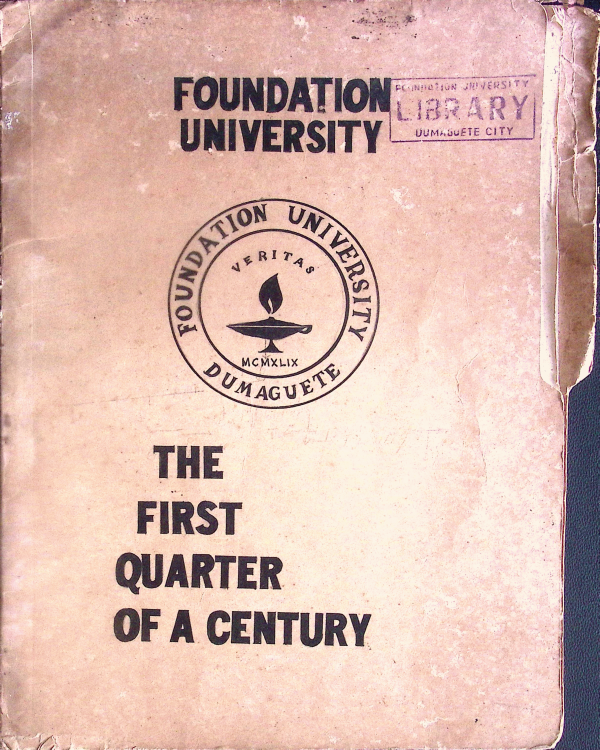 FOUNDATION
UNIVERSITY
FOUNDATION UNIVERSITY
LIBRARY
DUMAGUETE CITY
FOUNDATION UNIVERSITY
VERITAS
MCMXLIX
DUMAGUETE
THE
FIRST
QUARTER
OF A CENTURY